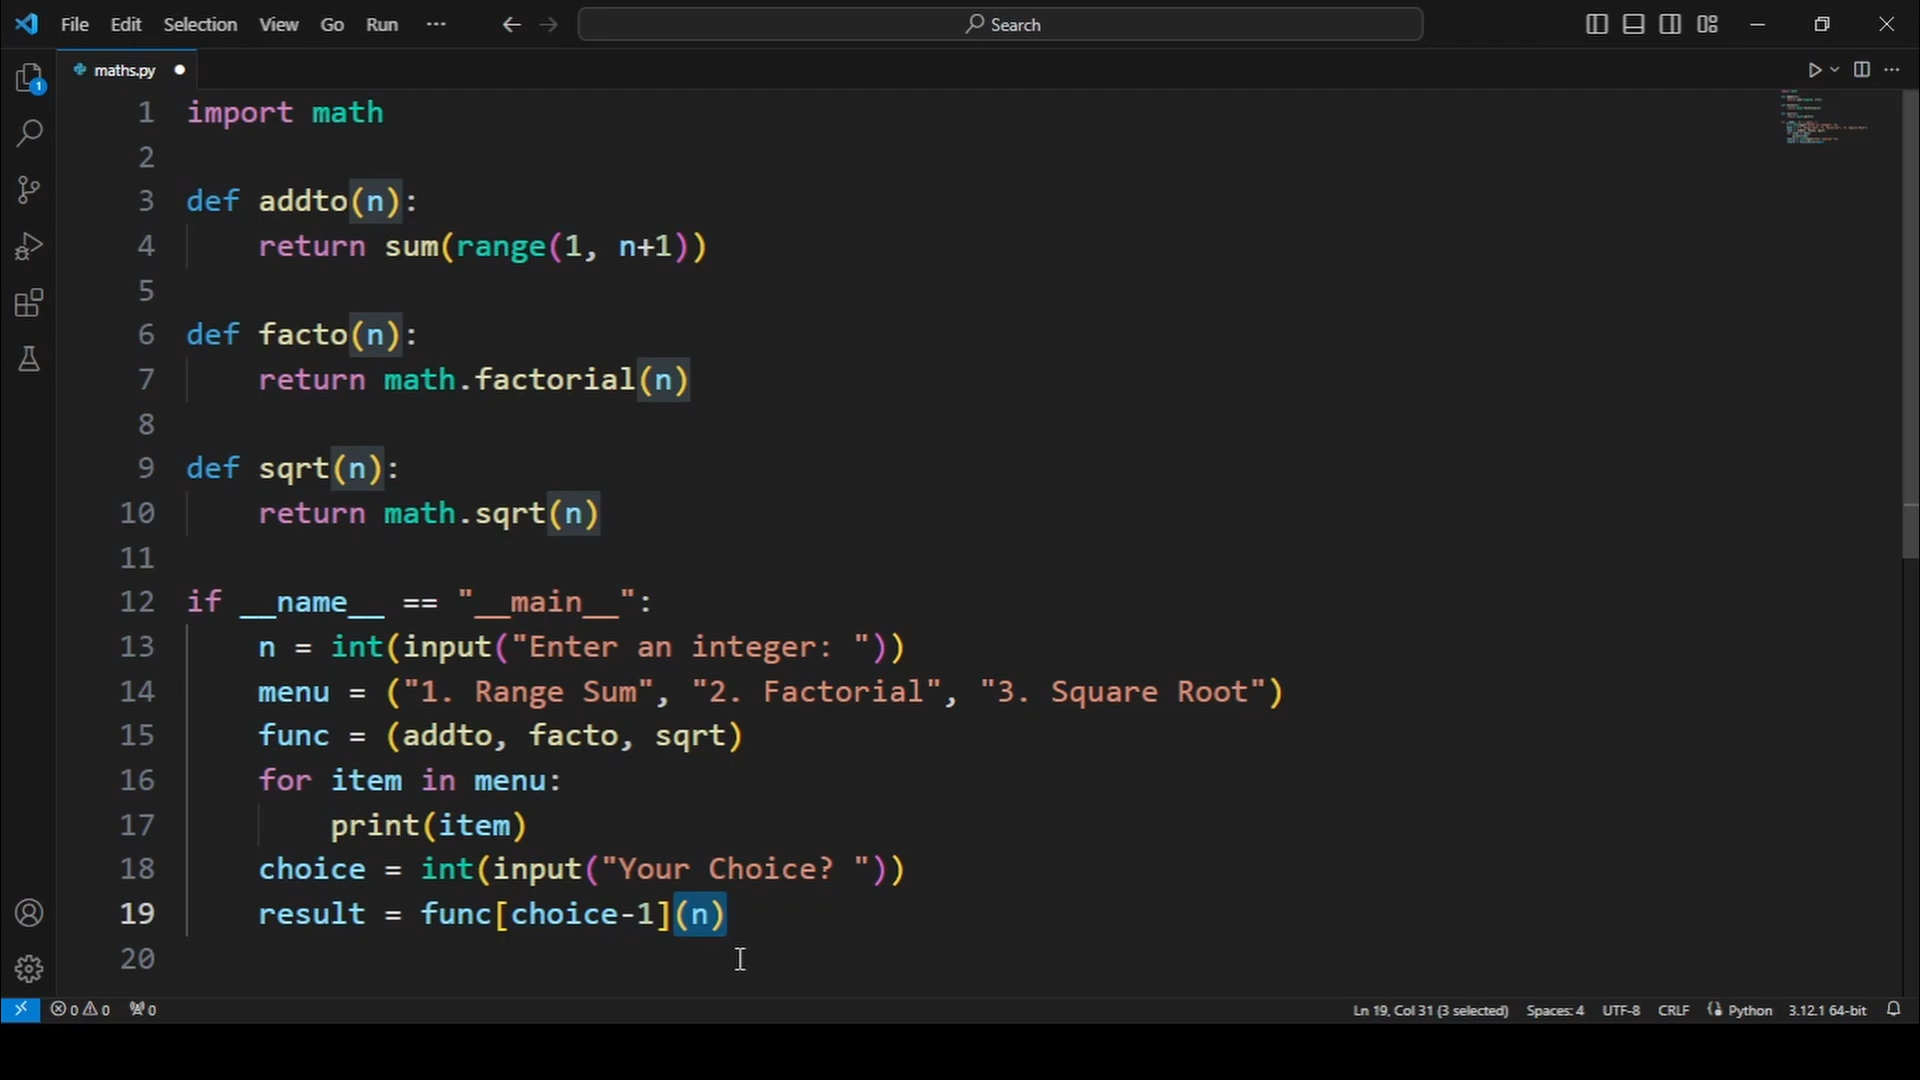 File Edit Selection View Go Run ··· Search
1
maths.py
1 import math
2
3 def addto(n):
4 return sum(range(1, n+1))
5
6 def facto(n):
7 return math.factorial(n)
8
9 def sqrt(n):
10 return math.sqrt(n)
11
12 if __name__ == "__main__":
13 n = int(input("Enter an integer: "))
14 menu = ("1. Range Sum", "2. Factorial", "3. Square Root")
15 func = (addto, facto, sqrt)
16 for item in menu:
17 print(item)
18 choice = int(input("Your Choice? "))
19 result = func[choice-1](n)
20
0 0 0 Ln 19, Col 31 (3 selected) Spaces: 4 UTF-8 CRLF Python 3.12.1 64-bit